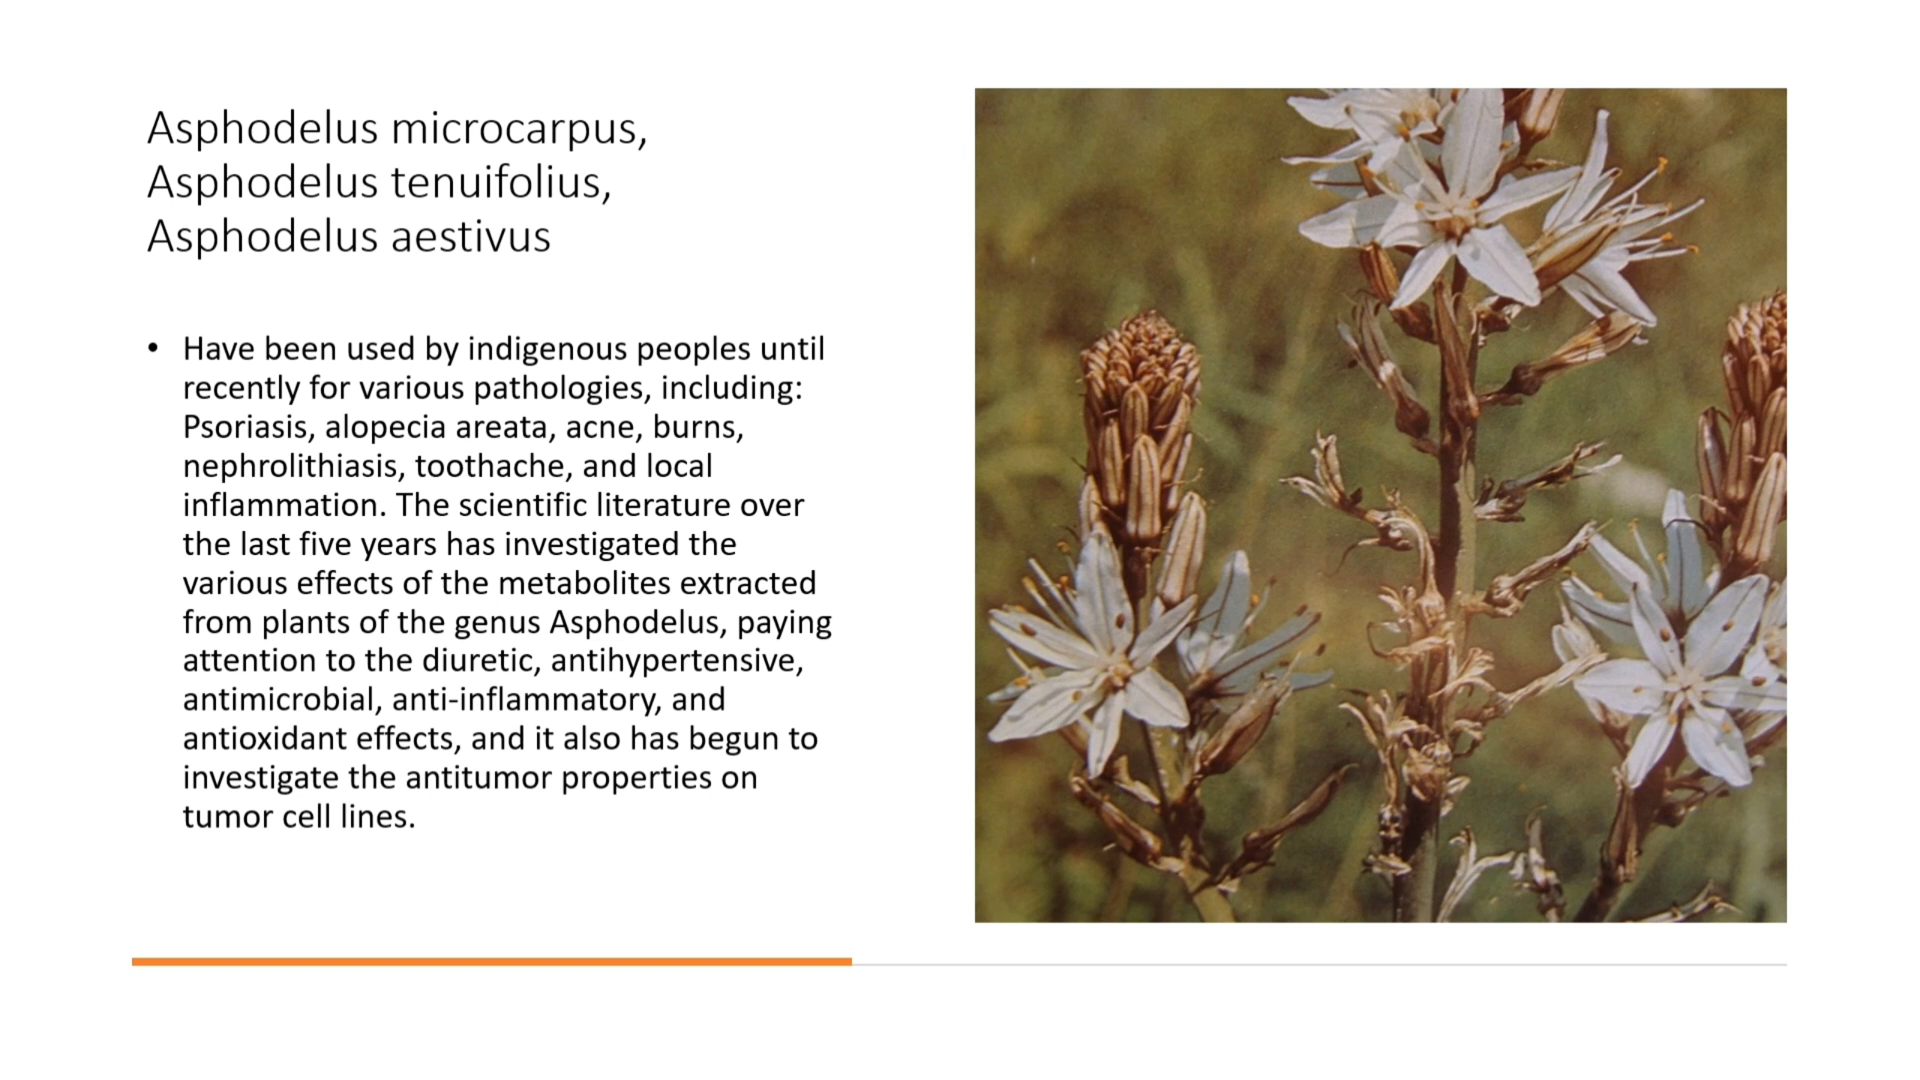 Asphodelus microcarpus,
Asphodelus tenuifolius,
Asphodelus aestivus
• Have been used by indigenous peoples until
recently for various pathologies, including:
Psoriasis, alopecia areata, acne, burns,
nephrolithiasis, toothache, and local
inflammation. The scientific literature over
the last five years has investigated the
various effects of the metabolites extracted
from plants of the genus Asphodelus, paying
attention to the diuretic, antihypertensive,
antimicrobial, anti-inflammatory, and
antioxidant effects, and it also has begun to
investigate the antitumor properties on
tumor cell lines.